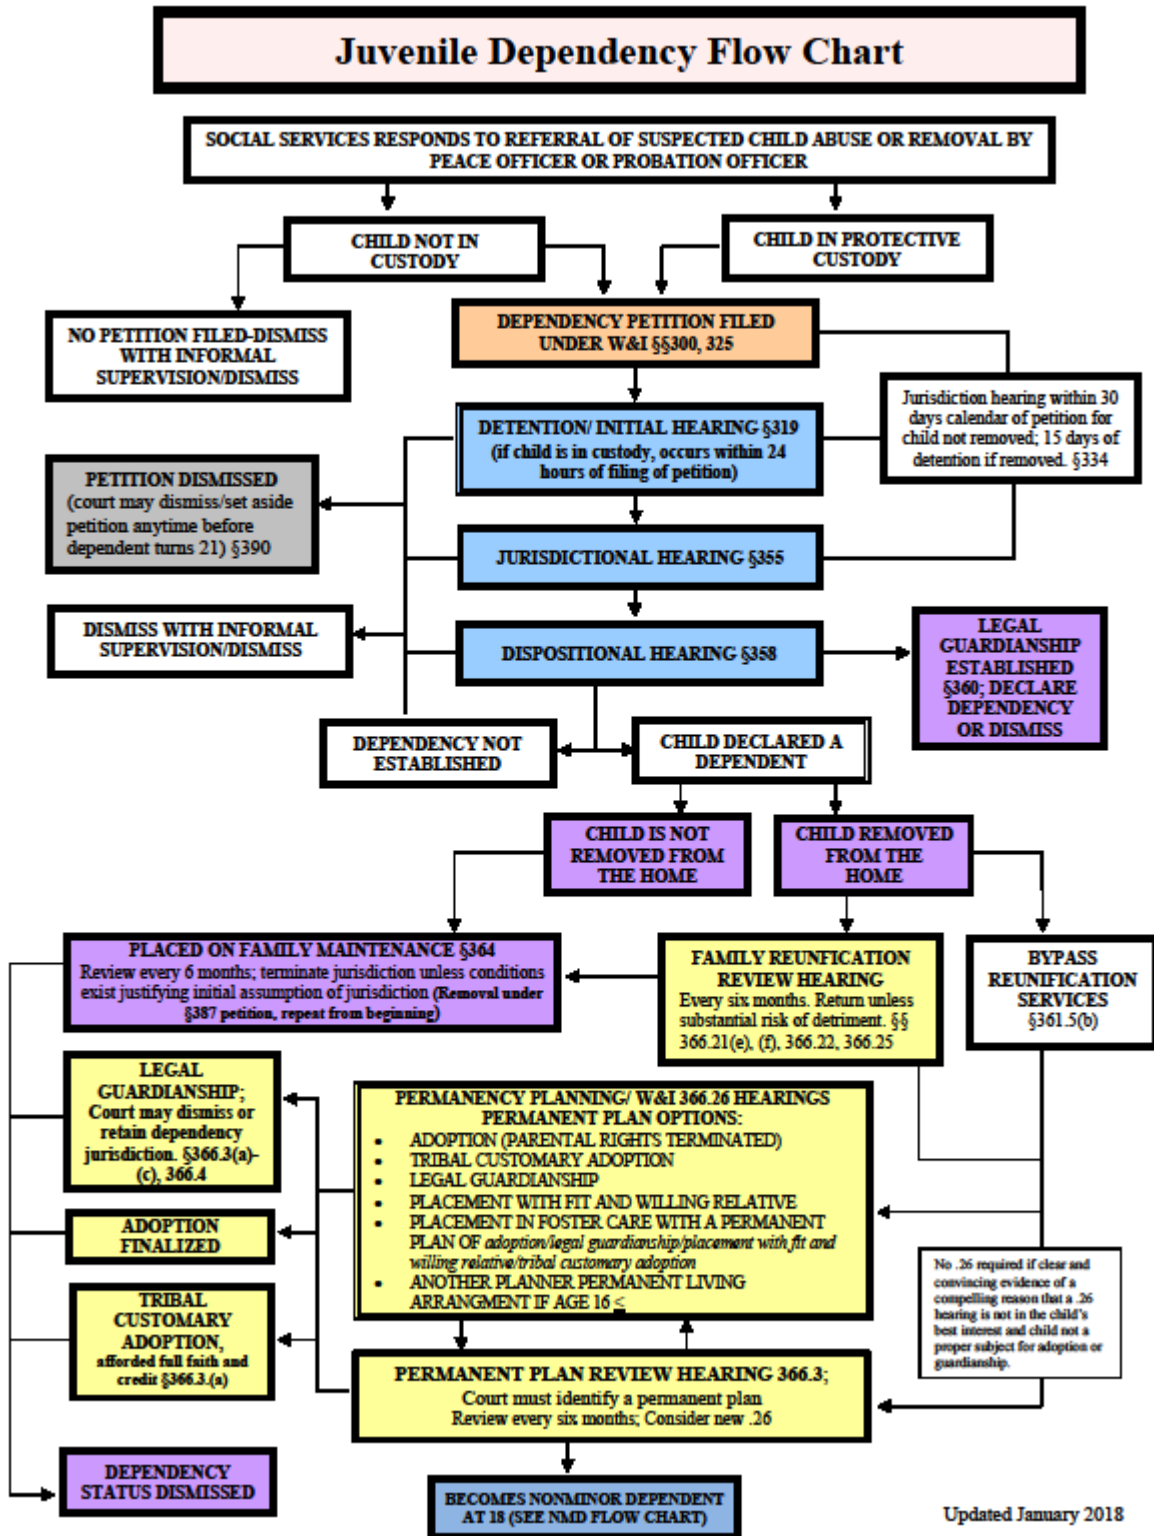 Juvenile Dependency Flow Chart
SOCIAL SERVICES RESPONDS TO REFERRAL OF SUSPECTED CHILD ABUSE OR REMOVAL BY
PEACE OFFICER OR PROBATION OFFICER
CHILD NOT IN
CUSTODY
CHILD IN PROTECTIVE
CUSTODY
NO PETITION FILED-DISMISS
WITH INFORMAL
SUPERVISION/DISMISS
DEPENDENCY PETITION FILED
UNDER W&I §§300, 325
Jurisdiction hearing within 30
days calendar of petition for
child not removed; 15 days of
detention if removed. §334
DETENTION/ INITIAL HEARING §319
(if child is in custody, occurs within 24
hours of filing of petition)
PETITION DISMISSED
(court may dismiss/set aside
petition anytime before
dependent turns 21) §390
JURISDICTIONAL HEARING §355
DISMISS WITH INFORMAL
SUPERVISION/DISMISS
DISPOSITIONAL HEARING §358
LEGAL
GUARDIANSHIP
ESTABLISHED
§360; DECLARE
DEPENDENCY
OR DISMISS
DEPENDENCY NOT
ESTABLISHED
CHILD DECLARED A
DEPENDENT
CHILD IS NOT
REMOVED FROM
THE HOME
CHILD REMOVED
FROM THE
HOME
PLACED ON FAMILY MAINTENANCE §364
Review every 6 months; terminate jurisdiction unless conditions
exist justifying initial assumption of jurisdiction (Removal under
§387 petition, repeat from beginning)
FAMILY REUNFICATION
REVIEW HEARING
Every six months. Return unless
substantial risk of detriment. §§
366.21(e), (f), 366.22, 366.25
BYPASS
REUNIFICATION
SERVICES
§361.5(b)
LEGAL
GUARDIANSHIP;
Court may dismiss or
retain dependency
jurisdiction. §366.3(a)-
(c), 366.4
PERMANENCY PLANNING/ W&I 366.26 HEARINGS
PERMANENT PLAN OPTIONS:
• ADOPTION (PARENTAL RIGHTS TERMINATED)
• TRIBAL CUSTOMARY ADOPTION
• LEGAL GUARDIANSHIP
• PLACEMENT WITH FIT AND WILLING RELATIVE
• PLACEMENT IN FOSTER CARE WITH A PERMANENT
PLAN OF adoption/legal guardianship/placement with fit and
willing relative/tribal customary adoption
• ANOTHER PLANNER PERMANENT LIVING
ARRANGMENT IF AGE 16 <
ADOPTION
FINALIZED
TRIBAL
CUSTOMARY
ADOPTION,
afforded full faith and
credit §366.3.(a)
No .26 required if clear and
convincing evidence of a
compelling reason that a .26
hearing is not in the child's
best interest and child not a
proper subject for adoption or
guardianship.
PERMANENT PLAN REVIEW HEARING 366.3;
Court must identify a permanent plan
Review every six months; Consider new .26
DEPENDENCY
STATUS DISMISSED
BECOMES NONMINOR DEPENDENT
AT 18 (SEE NMD FLOW CHART)
Updated January 2018